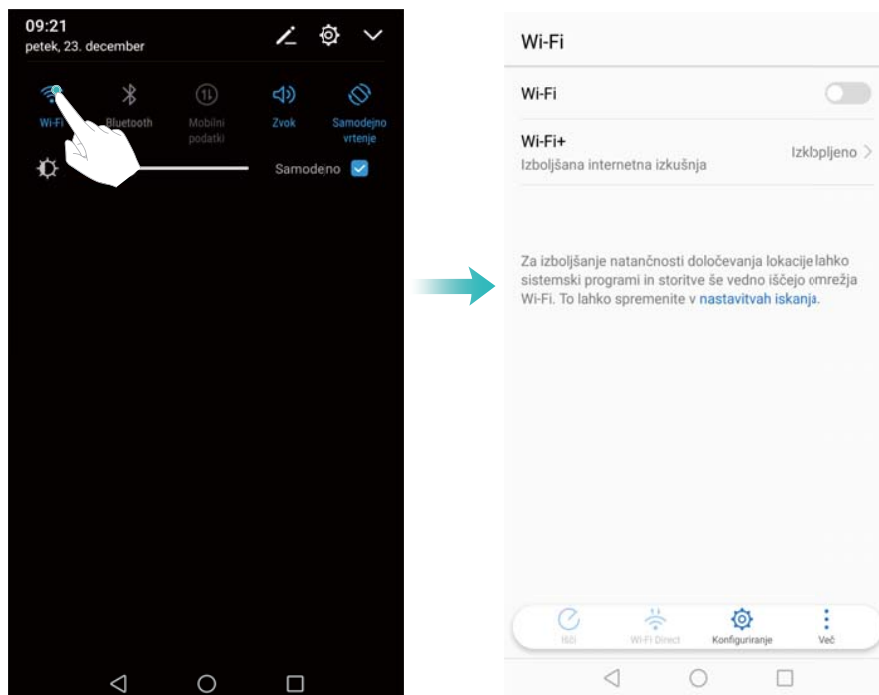 09:21
petek, 23. december
Wi-Fi
Bluetooth
Mobilni
podatki
Zvok
Samodejno
vrtenje
Samodejno
Wi-Fi
Wi-Fi
Wi-Fi+
Izboljšana internetna izkušnja
Izklopljeno
Za izboljšanje natančnosti določevanja lokacije lahko
sistemski programi in storitve še vedno iščejo omrežja
Wi-Fi. To lahko spremenite v nastavitvah iskanja.
Išči
Wi-Fi Direct
Konfiguriranje
Več